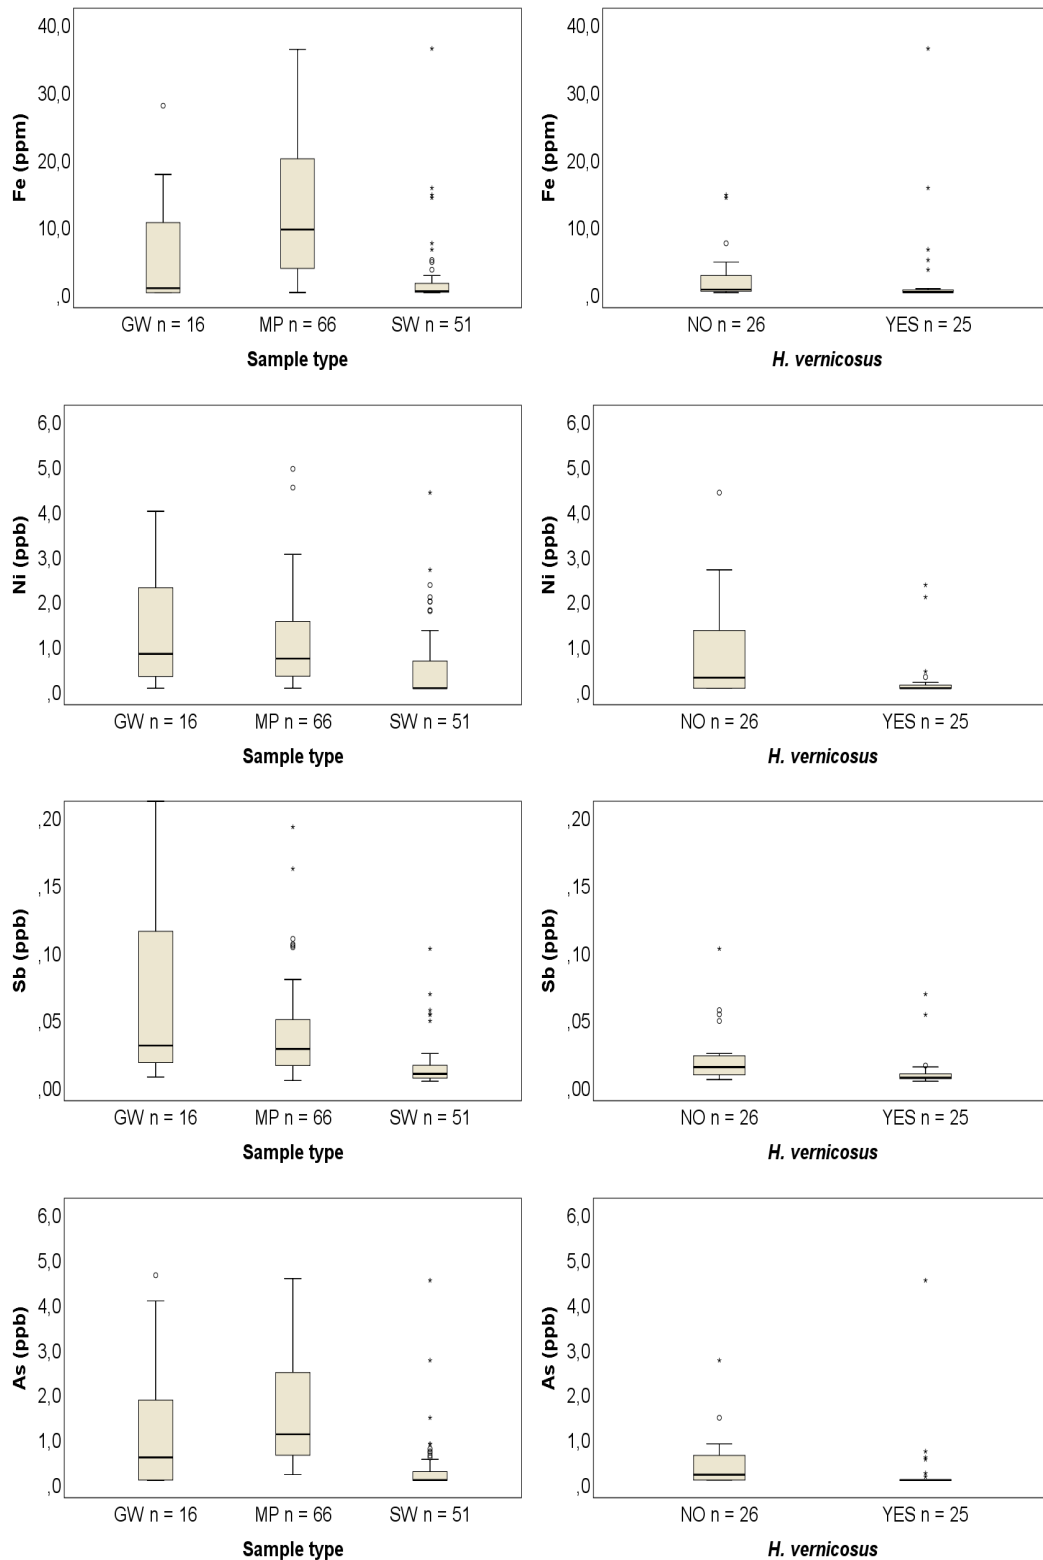 40,0
30,0
20,0
10,0
,0
Fe (ppm)
GW n = 16 MP n = 66 SW n = 51
Sample type
40,0
30,0
20,0
10,0
,0
Fe (ppm)
NO n = 26 YES n = 25
H. vernicosus
6,0
5,0
4,0
3,0
2,0
1,0
,0
Ni (ppb)
GW n = 16 MP n = 66 SW n = 51
Sample type
6,0
5,0
4,0
3,0
2,0
1,0
,0
Ni (ppb)
NO n = 26 YES n = 25
H. vernicosus
,20
,15
,10
,05
,00
Sb (ppb)
GW n = 16 MP n = 66 SW n = 51
Sample type
,20
,15
,10
,05
,00
Sb (ppb)
NO n = 26 YES n = 25
H. vernicosus
6,0
5,0
4,0
3,0
2,0
1,0
,0
As (ppb)
GW n = 16 MP n = 66 SW n = 51
Sample type
6,0
5,0
4,0
3,0
2,0
1,0
,0
As (ppb)
NO n = 26 YES n = 25
H. vernicosus